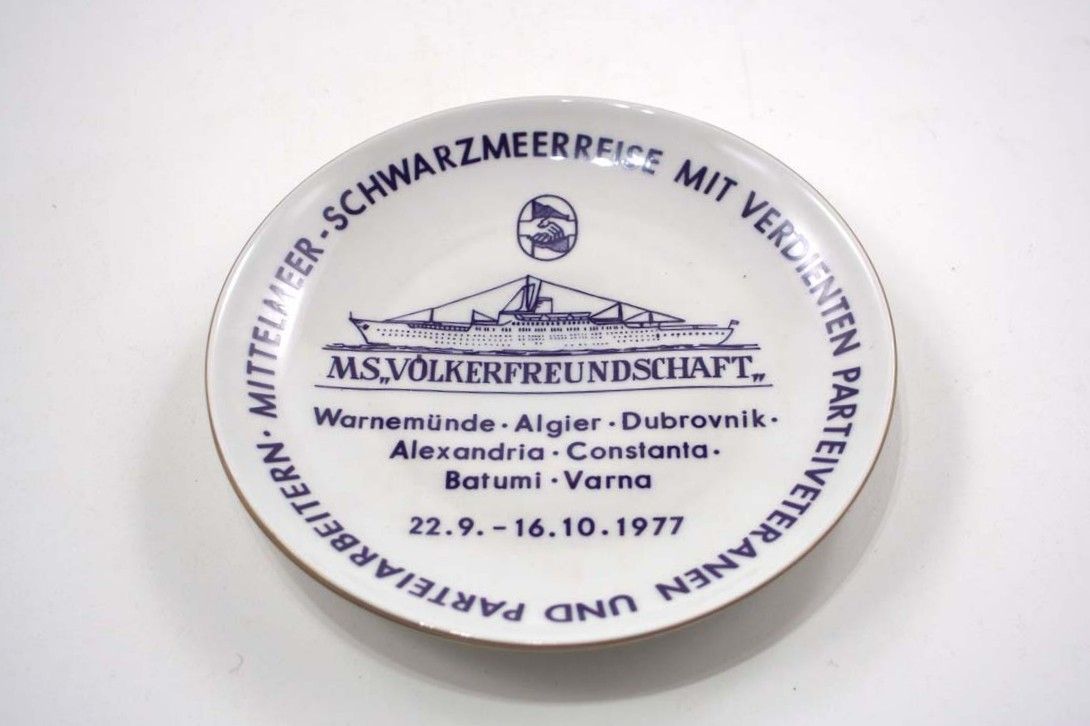 MITTELMEER-SCHWARZMEERREISE MIT VERDIENTEN PARTEIVETERANEN UND PARTEIARBEITERN·
M.S. „VÖLKERFREUNDSCHAFT„
Warnemünde·Algier·Dubrovnik·
Alexandria·Constanta·
Batumi·Varna
22.9.–16.10.1977